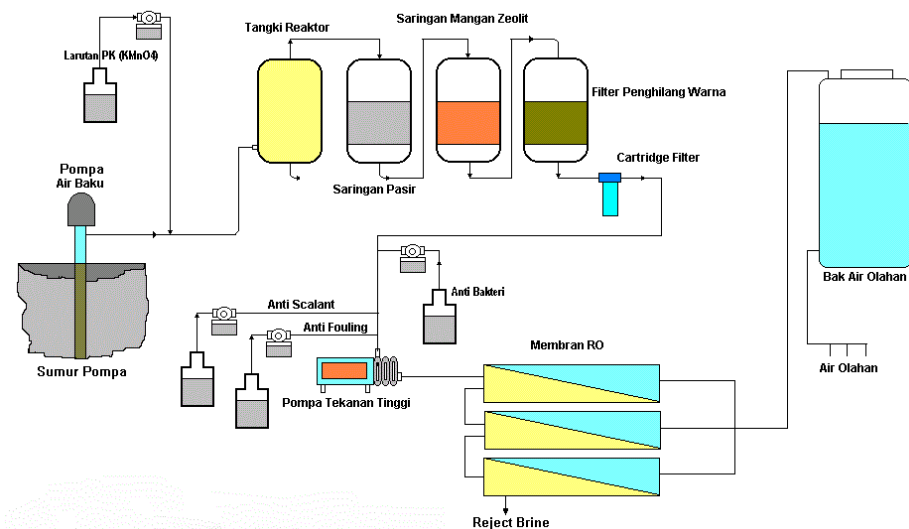 Saringan Mangan Zeolit
Tangki Reaktor
Larutan PK (KMnO4)
Filter Penghilang Warna
Cartridge Filter
Pompa
Air Baku
Saringan Pasir
Bak Air Olahan
Anti Bakteri
Anti Scalant
Anti Fouling
Membran RO
Sumur Pompa
Pompa Tekanan Tinggi
Air Olahan
Reject Brine